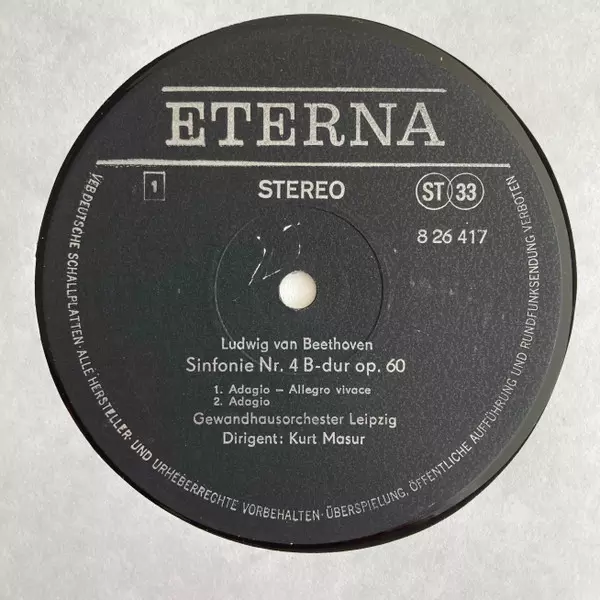 ETERNA
1
STEREO
ST 33
8 26 417
Ludwig van Beethoven
Sinfonie Nr. 4 B-dur op. 60
1. Adagio – Allegro vivace
2. Adagio
Gewandhausorchester Leipzig
Dirigent: Kurt Masur
VEB DEUTSCHE SCHALLPLATTEN · ALLE HERSTELLER- UND URHEBERRECHTE VORBEHALTEN · ÜBERSPIELUNG, ÖFFENTLICHE AUFFÜHRUNG UND RUNDFUNKSENDUNG VERBOTEN